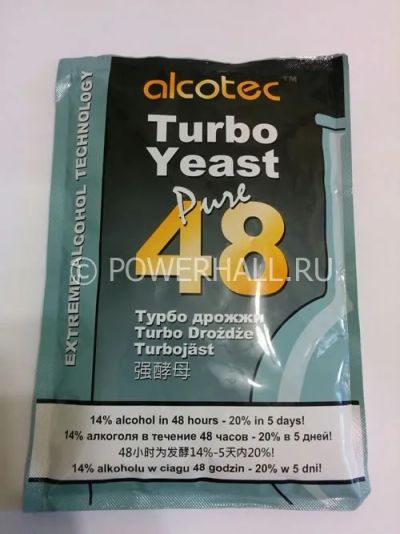 alcotec™
Turbo
Yeast
Pure
48
EXTREME ALCOHOL TECHNOLOGY
© POWERHALL.RU
Турбо дрожжи
Turbo Drożdże
Turbojäst
强酵母
14% alcohol in 48 hours - 20% in 5 days!
14% алкоголя в течение 48 часов - 20% в 5 дней!
48小时为发酵14%-5天内20%!
14% alkoholu w ciągu 48 godzin - 20% w 5 dni!